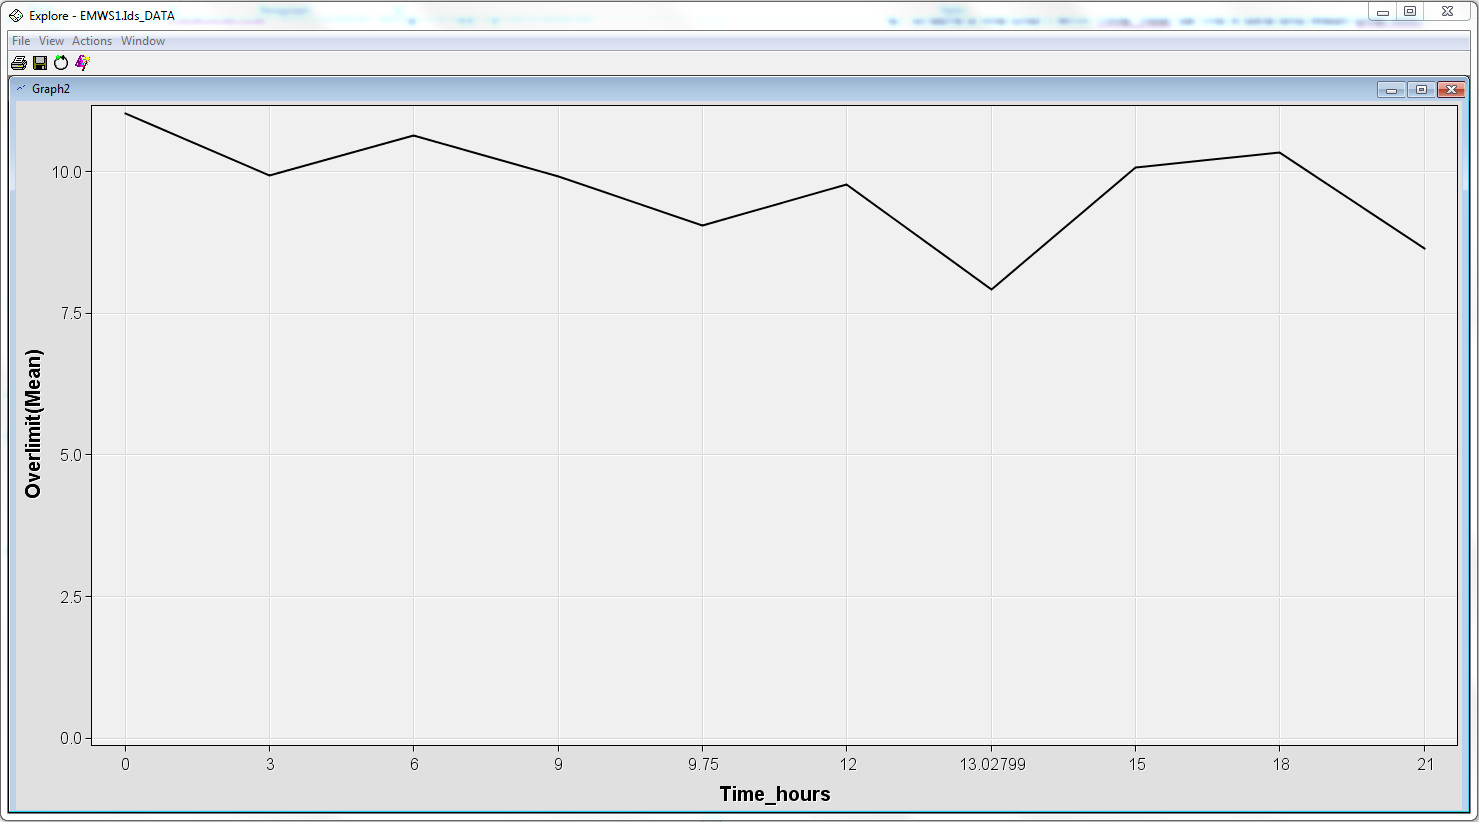 Explore - EMWS1.Ids_DATA
File View Actions Window
Graph2
10.0
7.5
5.0
2.5
0.0
Overlimit(Mean)
0 3 6 9 9.75 12 13.02799 15 18 21
Time_hours